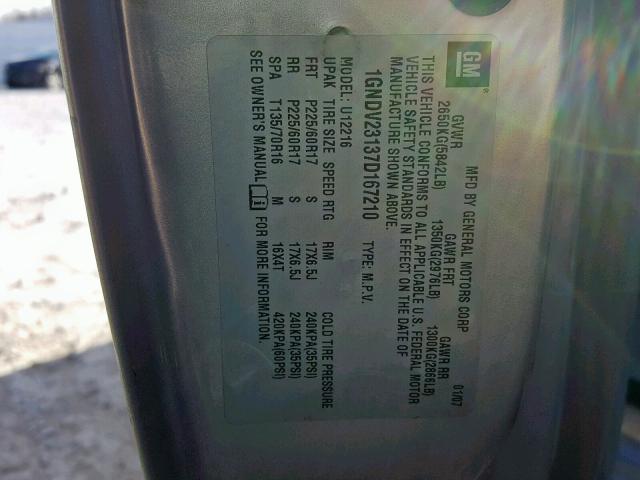 GM
MFD BY GENERAL MOTORS CORP 01/07
GVWR GAWR FRT GAWR RR
2650KG(5842LB) 1350KG(2976LB) 1300KG(2866LB)
THIS VEHICLE CONFORMS TO ALL APPLICABLE U.S. FEDERAL MOTOR
VEHICLE SAFETY STANDARDS IN EFFECT ON THE DATE OF
MANUFACTURE SHOWN ABOVE.
1GNDV23137D167210 TYPE: M.P.V.
MODEL: U12216
UPAK TIRE SIZE SPEED RTG RIM COLD TIRE PRESSURE
FRT P225/60R17 S 17X6.5J 240KPA(35PSI)
RR P225/60R17 S 17X6.5J 240KPA(35PSI)
SPA T135/70R16 M 16X4T 420KPA(60PSI)
SEE OWNER'S MANUAL i FOR MORE INFORMATION.